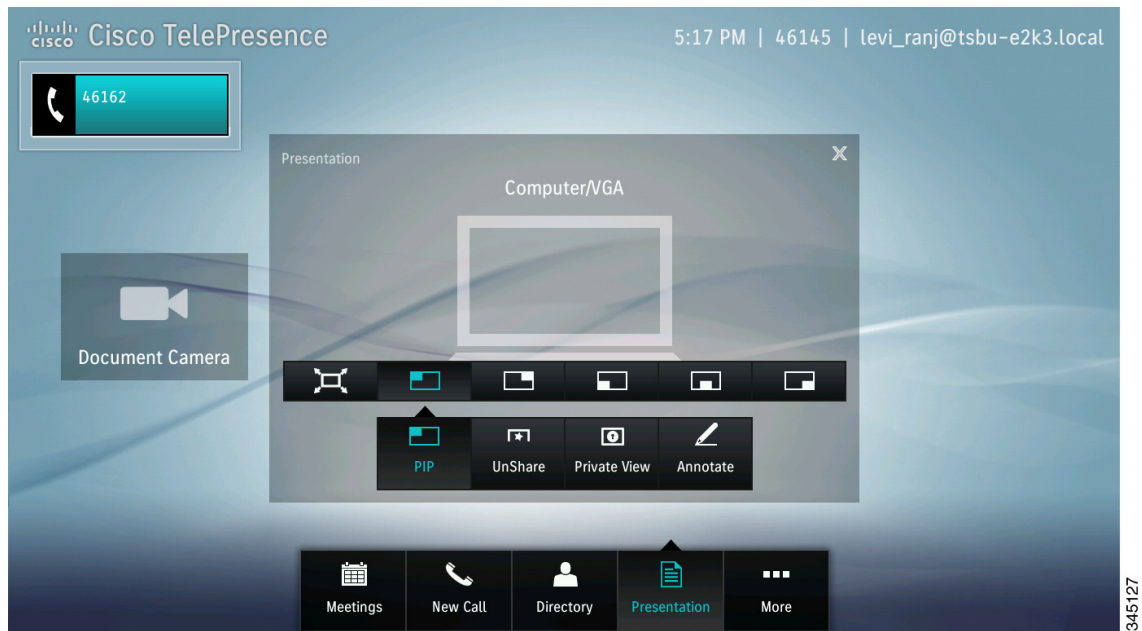 cisco Cisco TelePresence
5:17 PM | 46145 | levi_ranj@tsbu-e2k3.local
46162
Presentation
X
Computer/VGA
Document Camera
PIP
UnShare
Private View
Annotate
Meetings
New Call
Directory
Presentation
More
345127